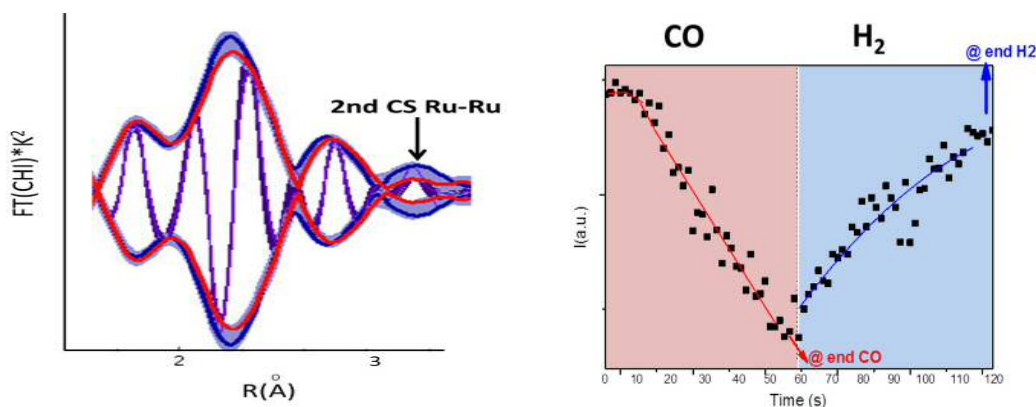 FT(CHI)*K²
2nd CS Ru-Ru
2 3
R(Å)
CO H₂
@ end H2
I(a.u.)
@ end CO
0 10 20 30 40 50 60 70 80 90 100 110 120
Time (s)